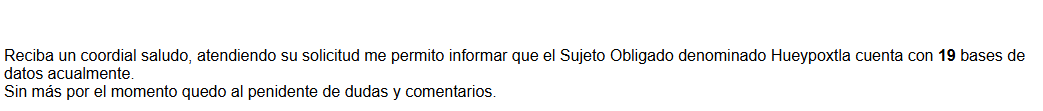 Reciba un coordial saludo, atendiendo su solicitud me permito informar que el Sujeto Obligado denominado Hueypoxtla cuenta con 19 bases de
datos acualmente.
Sin más por el momento quedo al penidente de dudas y comentarios.